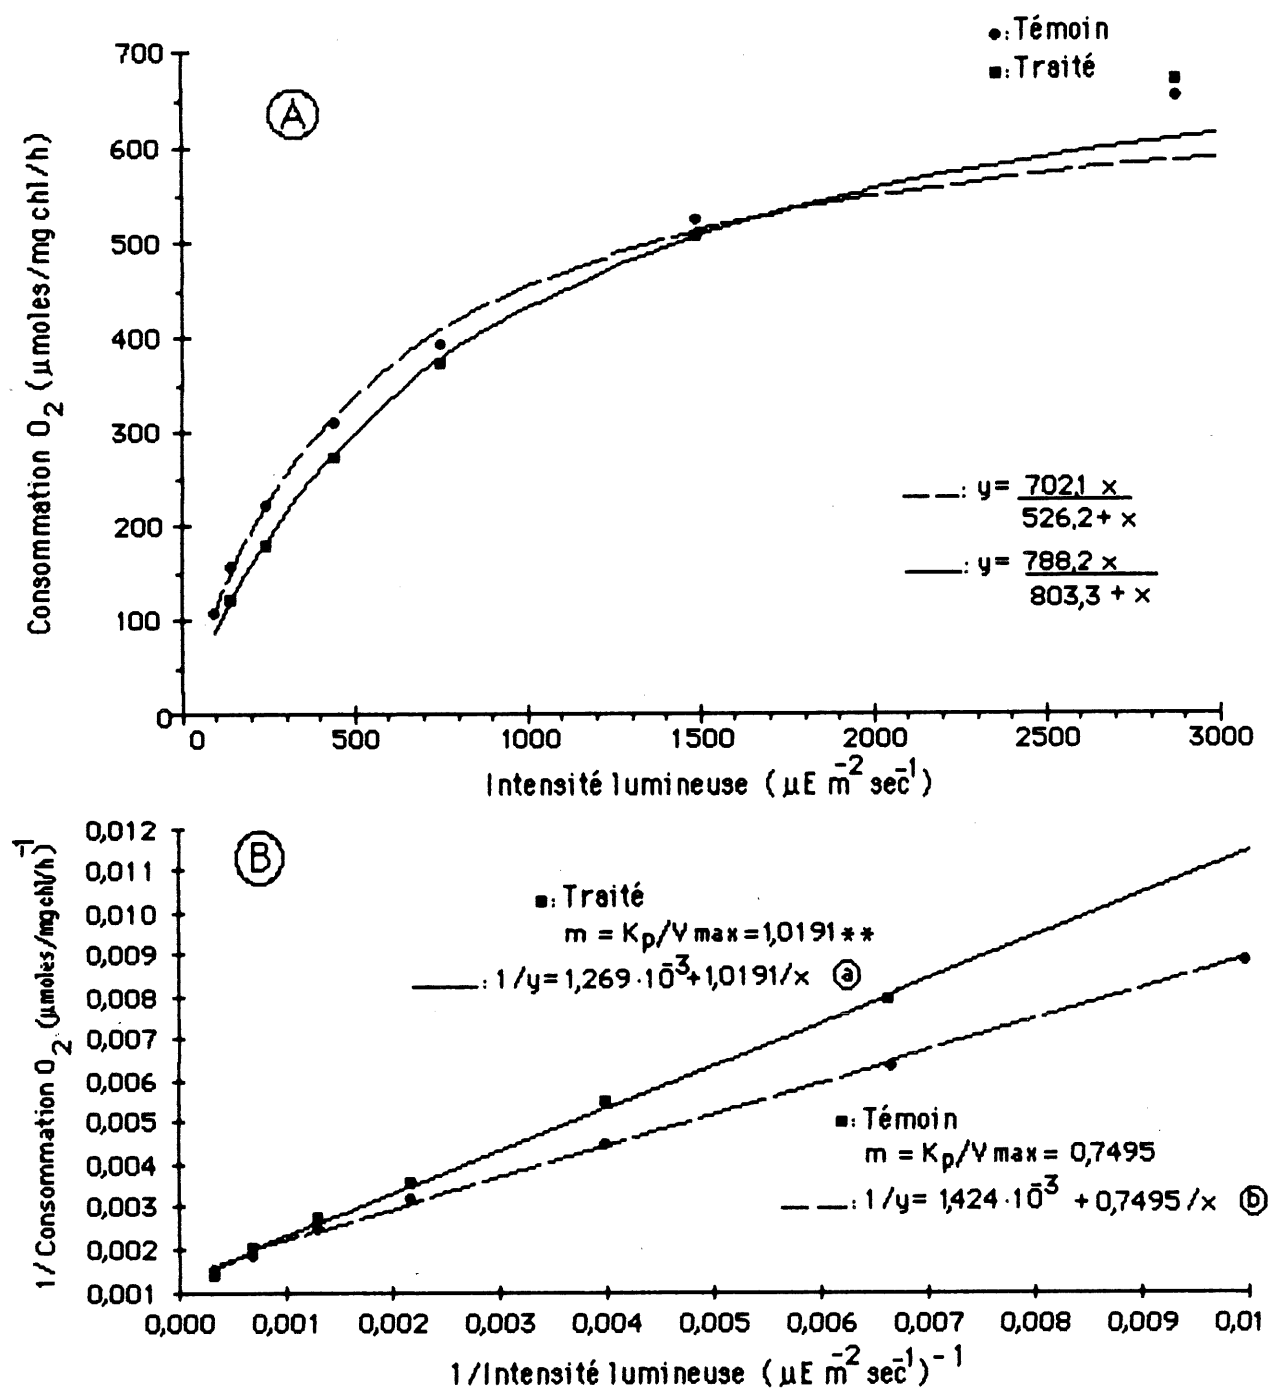 ●: Témoin
■: Traité
A
Consommation O2 (µmoles/mg chl/h)
700
600
500
400
300
200
100
0
— —: y= 702,1 x / 526,2+ x
———: y= 788,2 x / 803,3 + x
0 500 1000 1500 2000 2500 3000
Intensité lumineuse (µE m-2 sec-1)
B
1/Consommation O2 (µmoles/mgchl/h)-1
0,012
0,011
0,010
0,009
0,008
0,007
0,006
0,005
0,004
0,003
0,002
0,001
■: Traité
m = Kp/Vmax=1,0191**
———: 1/y=1,269·10-3+1,0191/x a
■: Témoin
m = Kp/Vmax= 0,7495
— —: 1/y= 1,424·10-3 +0,7495/x b
0,000 0,001 0,002 0,003 0,004 0,005 0,006 0,007 0,008 0,009 0,01
1/Intensité lumineuse (µE m-2 sec-1)-1